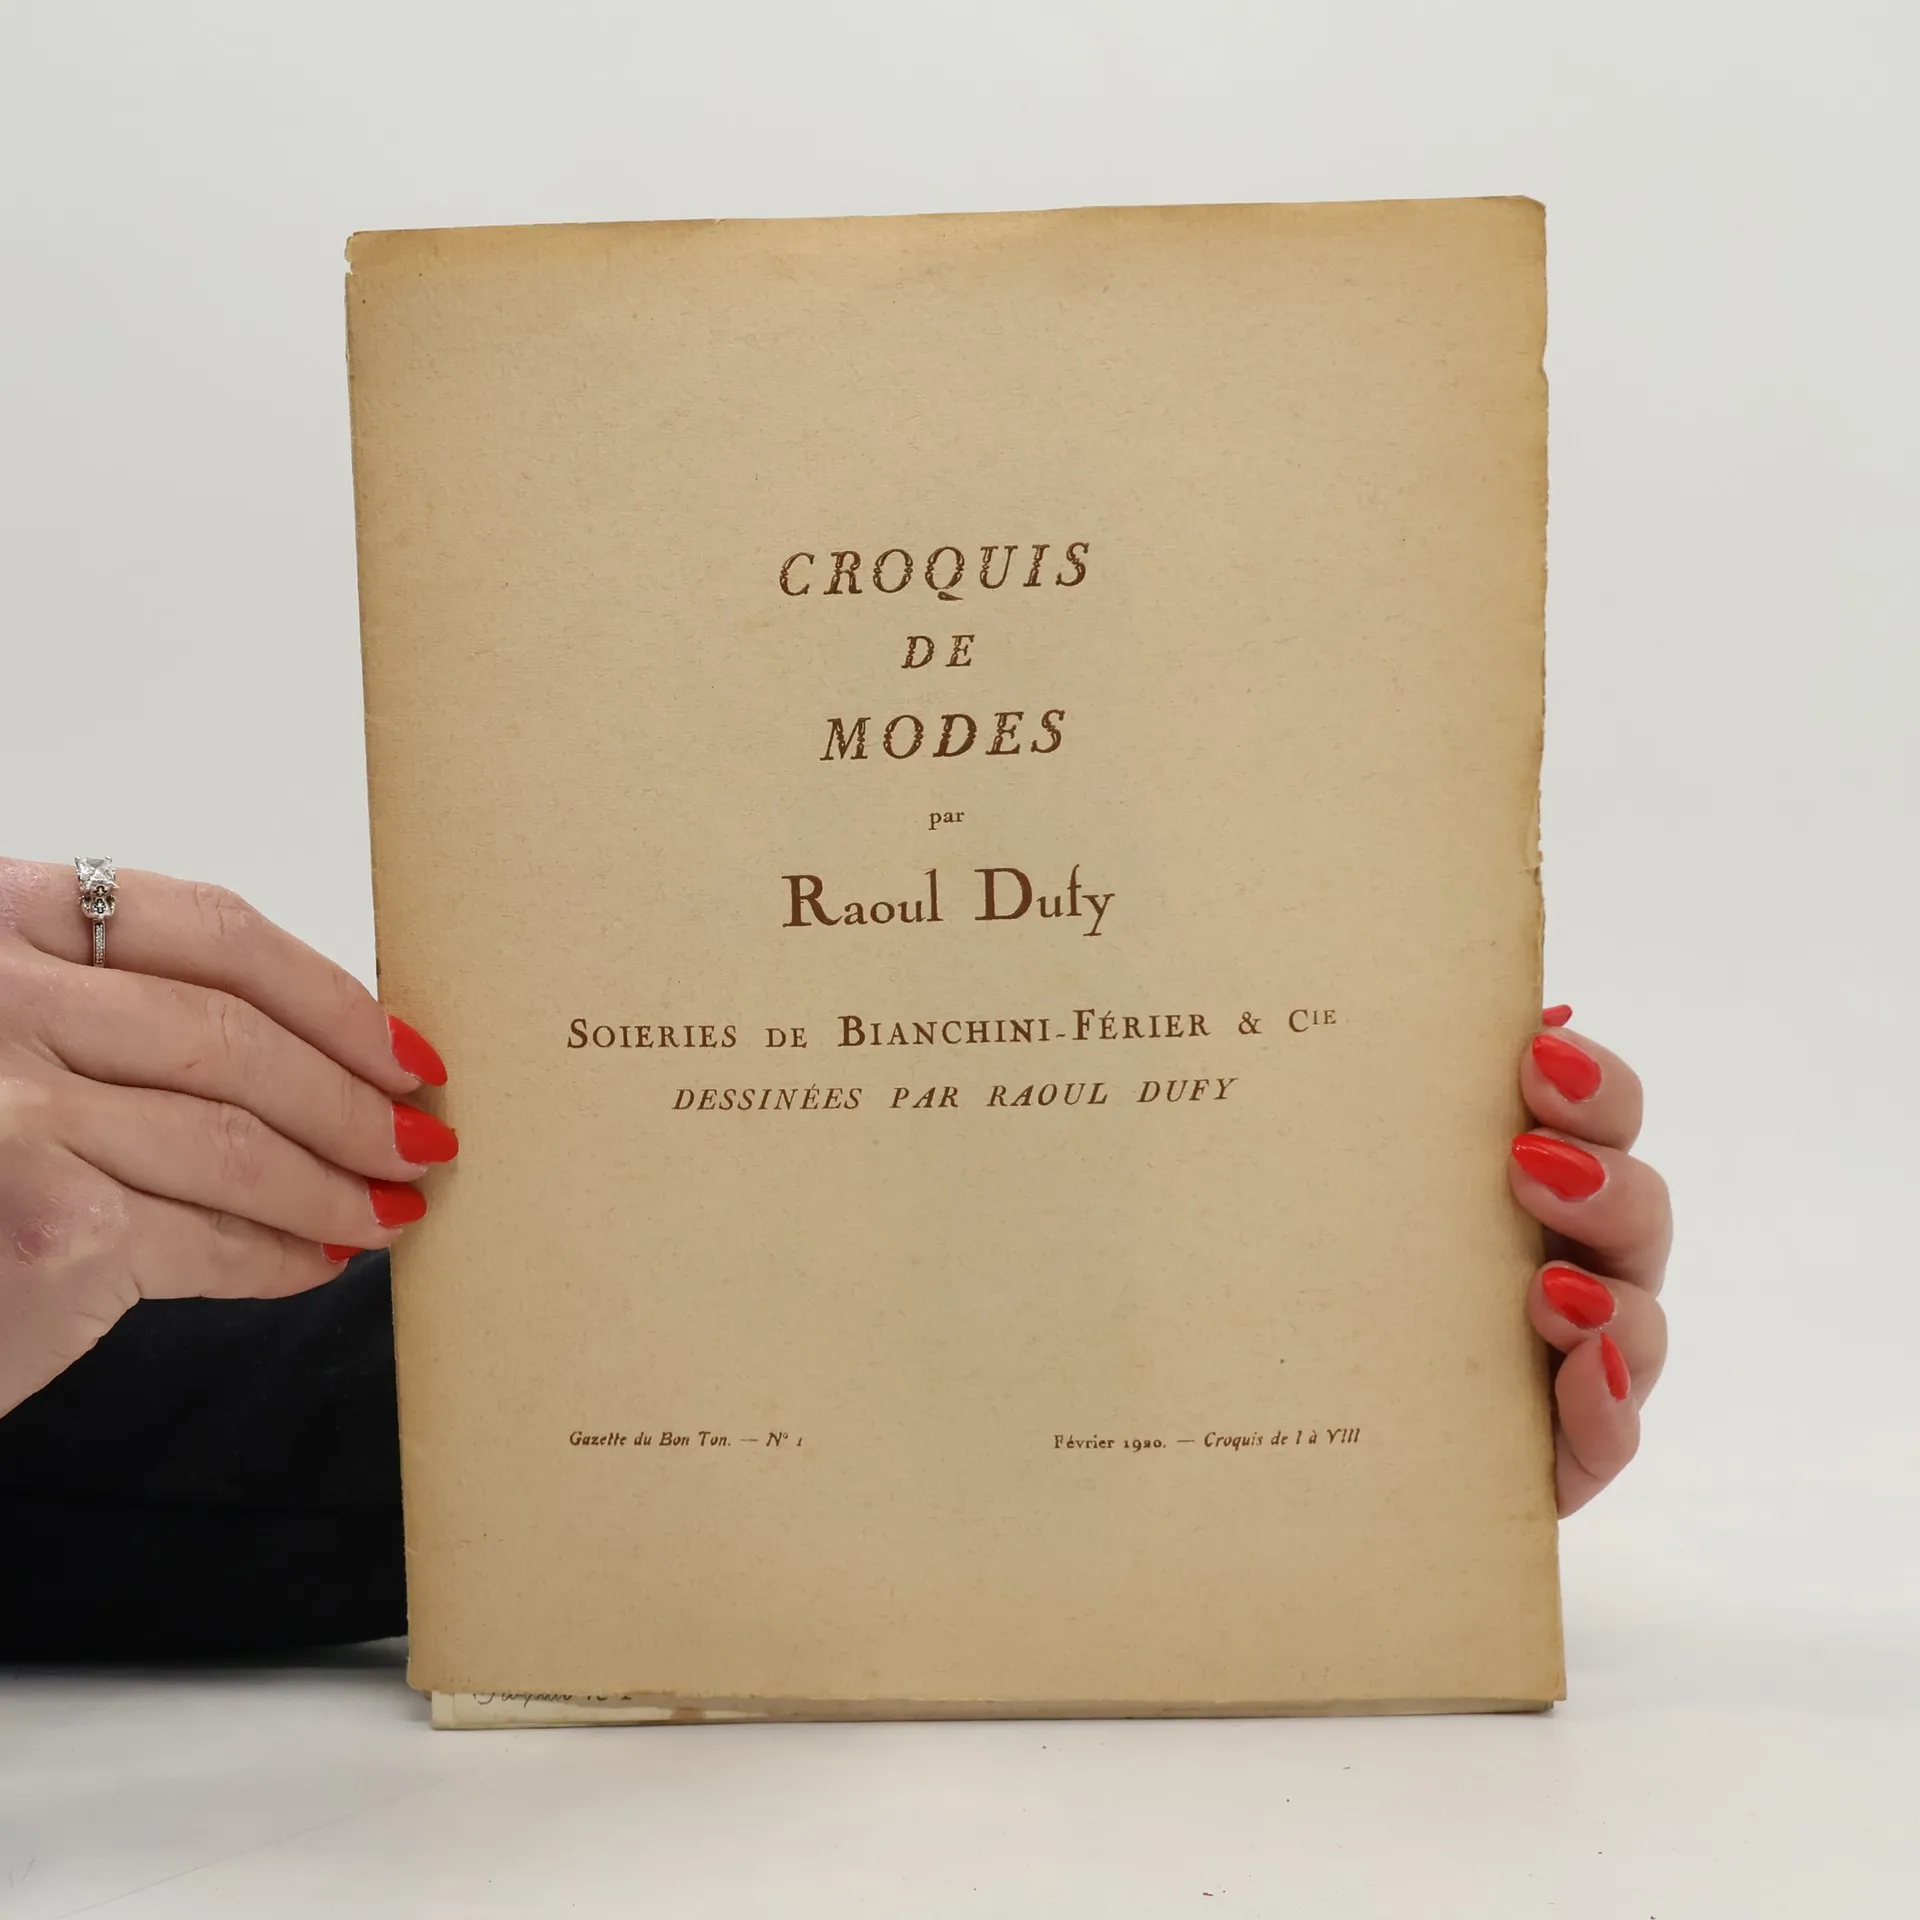 CROQUIS
DE
MODES
par
Raoul Dufy
SOIERIES DE BIANCHINI-FÉRIER & CIE
DESSINÉES PAR RAOUL DUFY
Gazette du Bon Ton. — N° 1
Février 1920. — Croquis de I à VIII